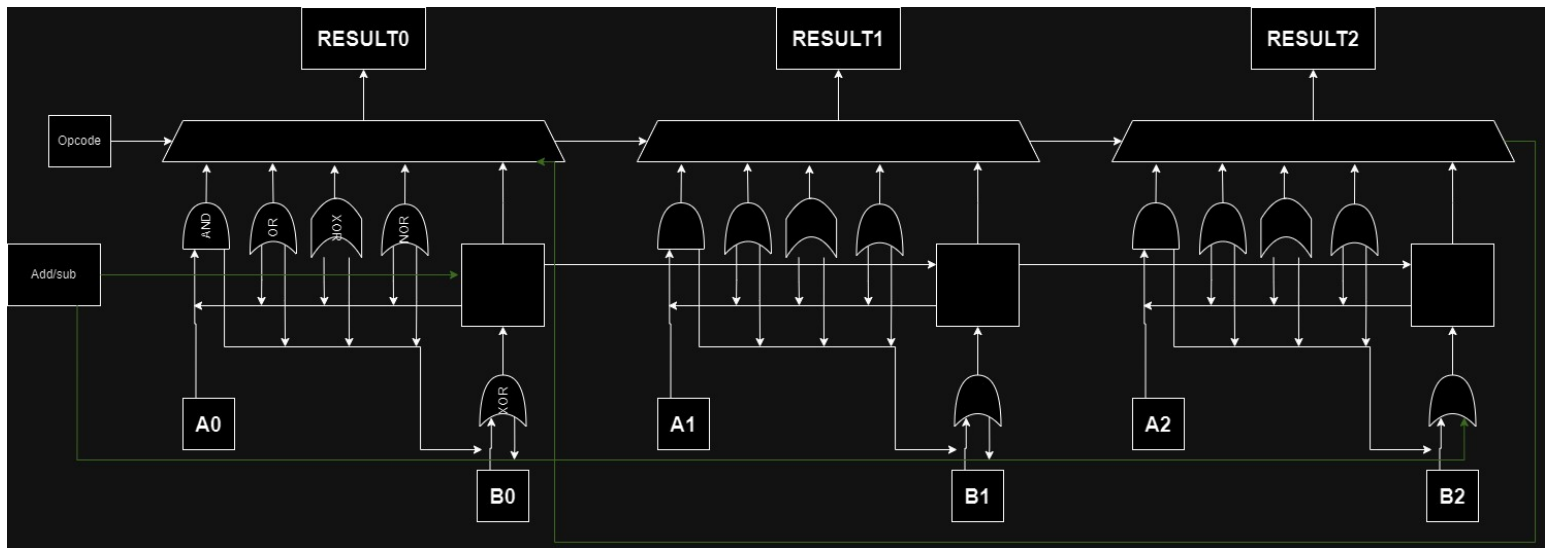 RESULT0
RESULT1
RESULT2
Opcode
AND
OR
XOR
NOR
Add/sub
XOR
A0
A1
A2
B0
B1
B2